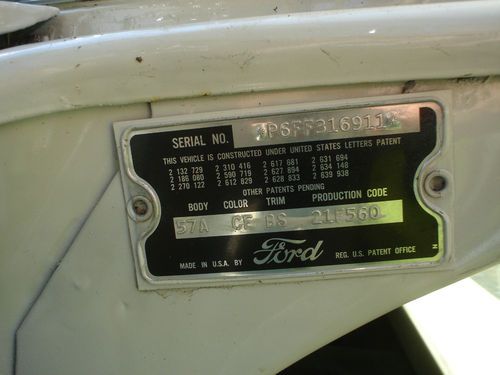 SERIAL NO. P6FF3169112
THIS VEHICLE IS CONSTRUCTED UNDER UNITED STATES LETTERS PATENT
2 132 729 2 310 416 2 617 681 2 631 694
2 186 080 2 590 719 2 627 894 2 634 148
2 270 122 2 612 829 2 628 833 2 639 938
OTHER PATENTS PENDING
BODY COLOR TRIM PRODUCTION CODE
57A CE BS 21F560
MADE IN U.S.A. BY Ford REG. U.S. PATENT OFFICE
N